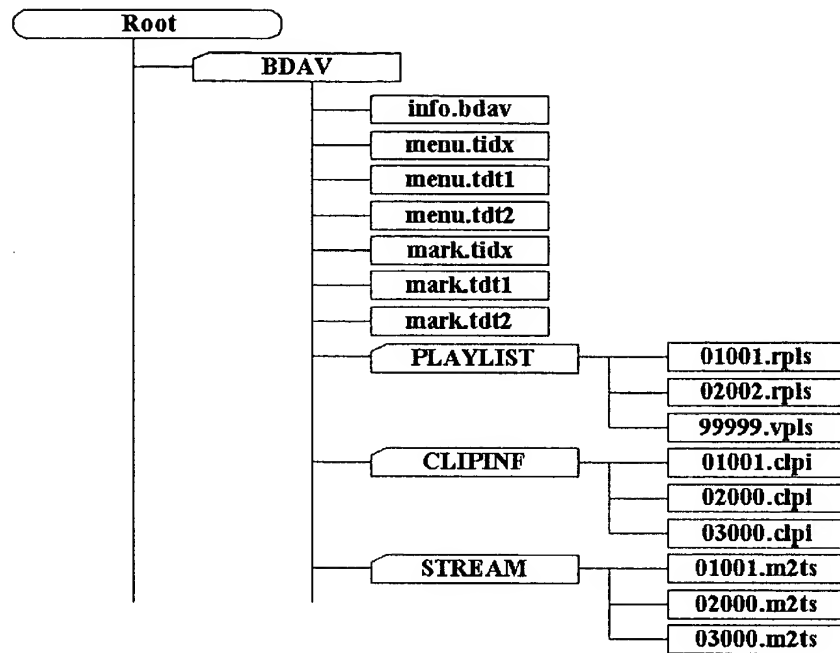 Root
BDAV
info.bdav
menu.tidx
menu.tdt1
menu.tdt2
mark.tidx
mark.tdt1
mark.tdt2
PLAYLIST
01001.rpls
02002.rpls
99999.vpls
CLIPINF
01001.clpi
02000.clpi
03000.clpi
STREAM
01001.m2ts
02000.m2ts
03000.m2ts